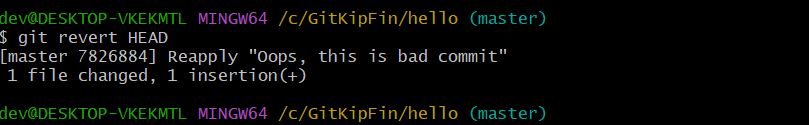 dev@DESKTOP-VKEKMTL MINGW64 /c/GitKipFin/hello (master)
$ git revert HEAD
[master 7826884] Reapply "Oops, this is bad commit"
 1 file changed, 1 insertion(+)
dev@DESKTOP-VKEKMTL MINGW64 /c/GitKipFin/hello (master)